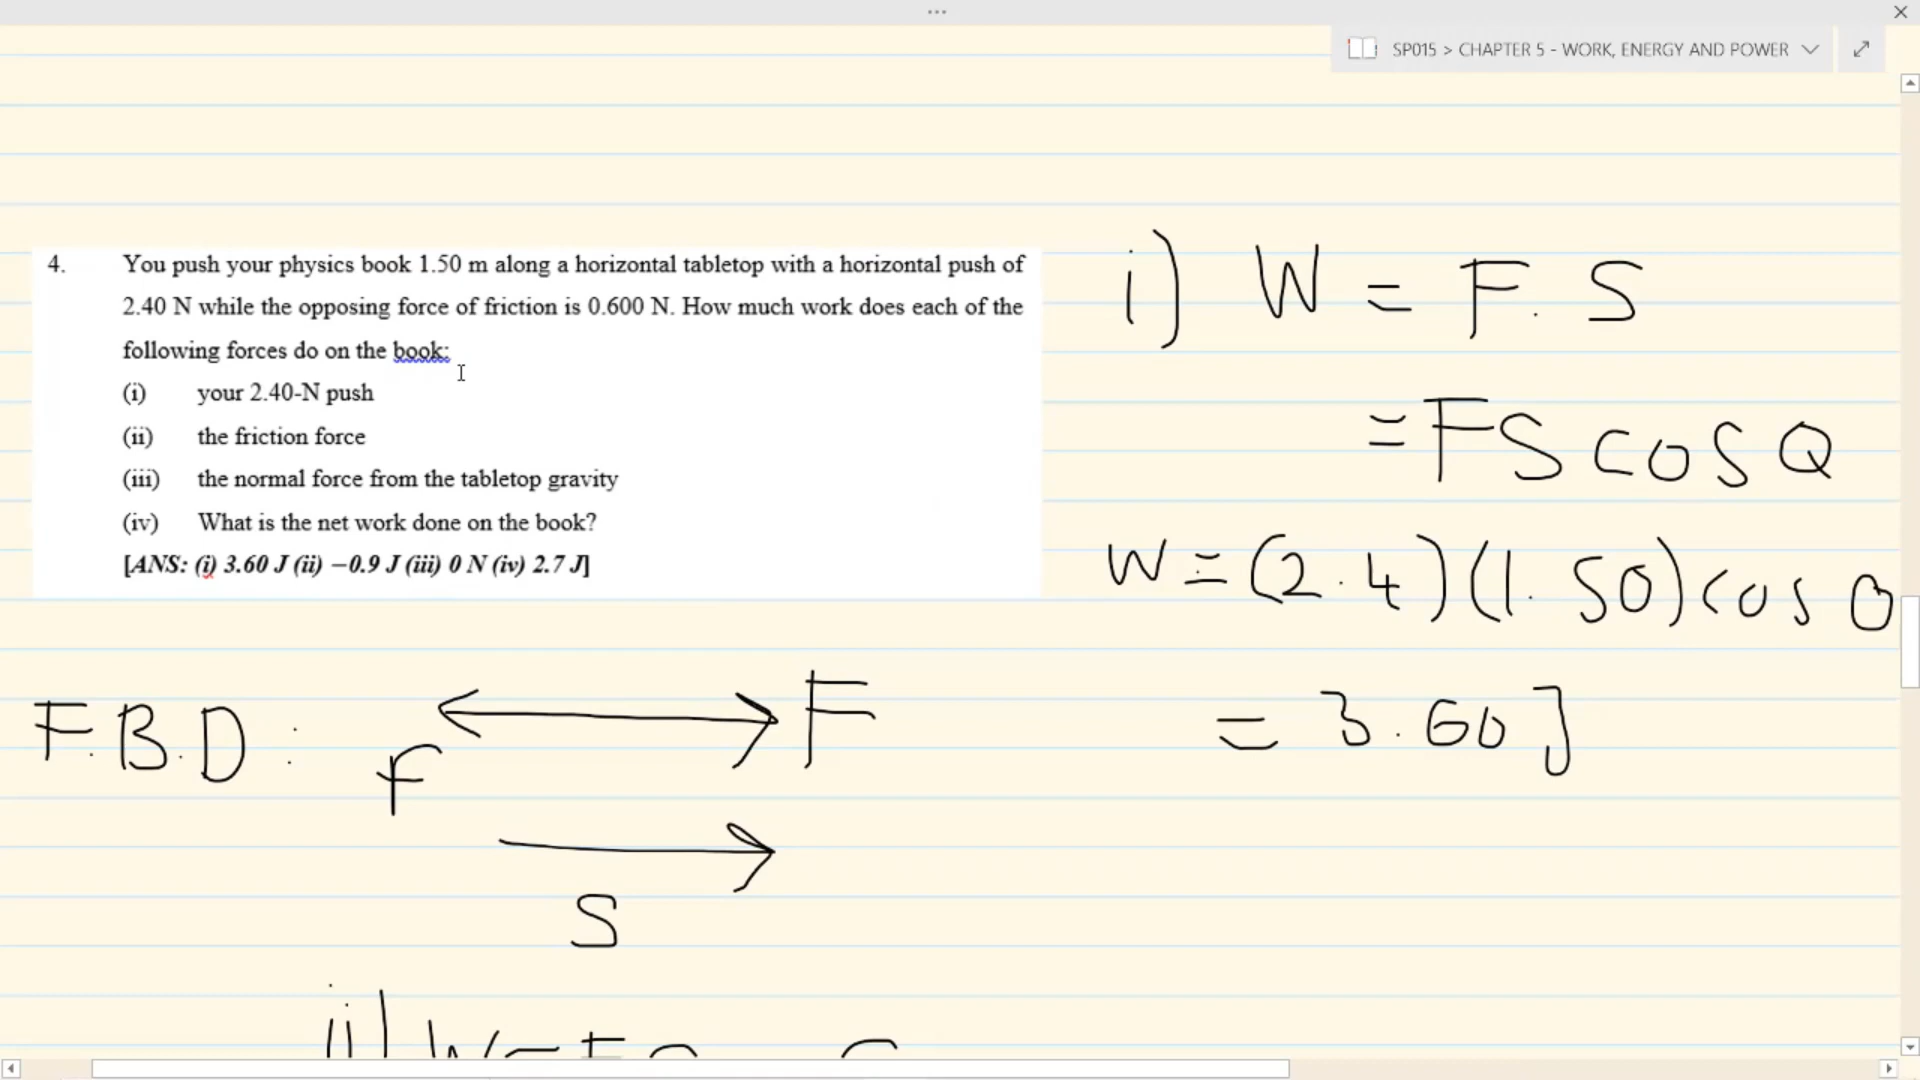 SP015 > CHAPTER 5 - WORK, ENERGY AND POWER
4. You push your physics book 1.50 m along a horizontal tabletop with a horizontal push of
2.40 N while the opposing force of friction is 0.600 N. How much work does each of the
following forces do on the book:
(i) your 2.40-N push
(ii) the friction force
(iii) the normal force from the tabletop gravity
(iv) What is the net work done on the book?
[ANS: (i) 3.60 J (ii) −0.9 J (iii) 0 N (iv) 2.7 J]
i) W = F. S
= FS cos Q
W = (2.4)(1.50) cos 0
= 3.60 J
F.B.D : F
f
S
ii)